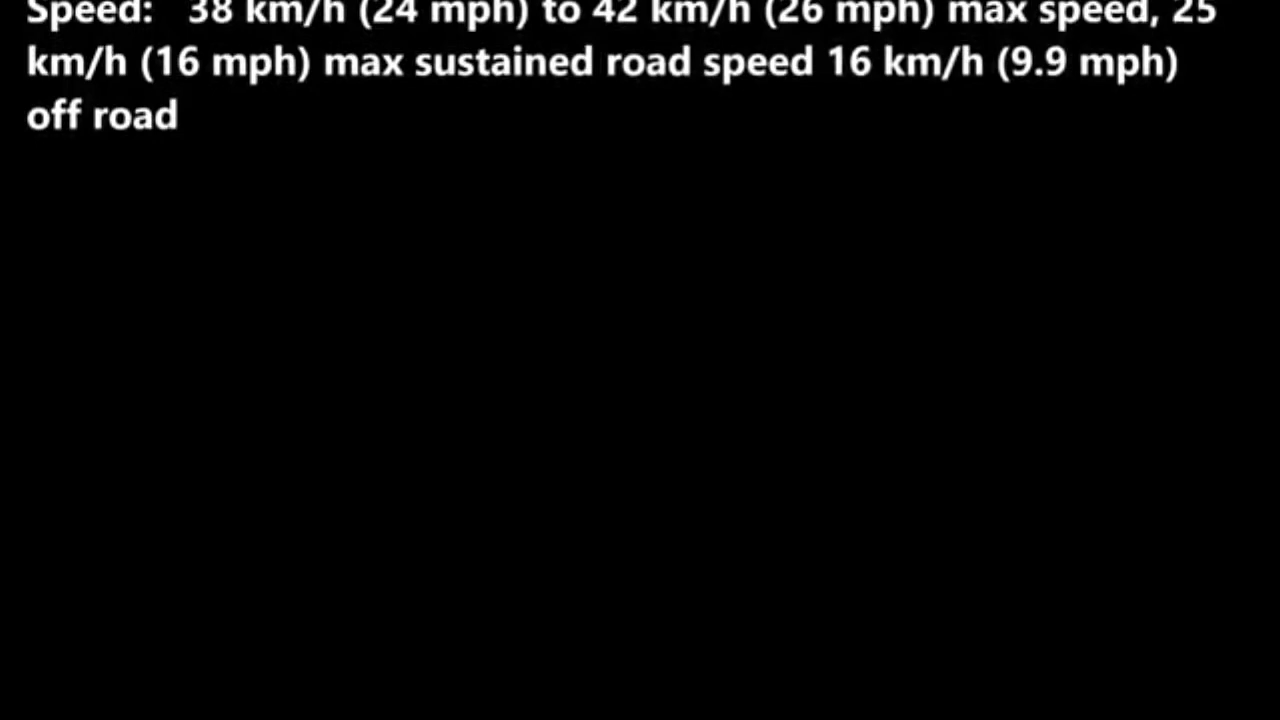 Speed:   38 km/h (24 mph) to 42 km/h (26 mph) max speed, 25
km/h (16 mph) max sustained road speed 16 km/h (9.9 mph)
off road